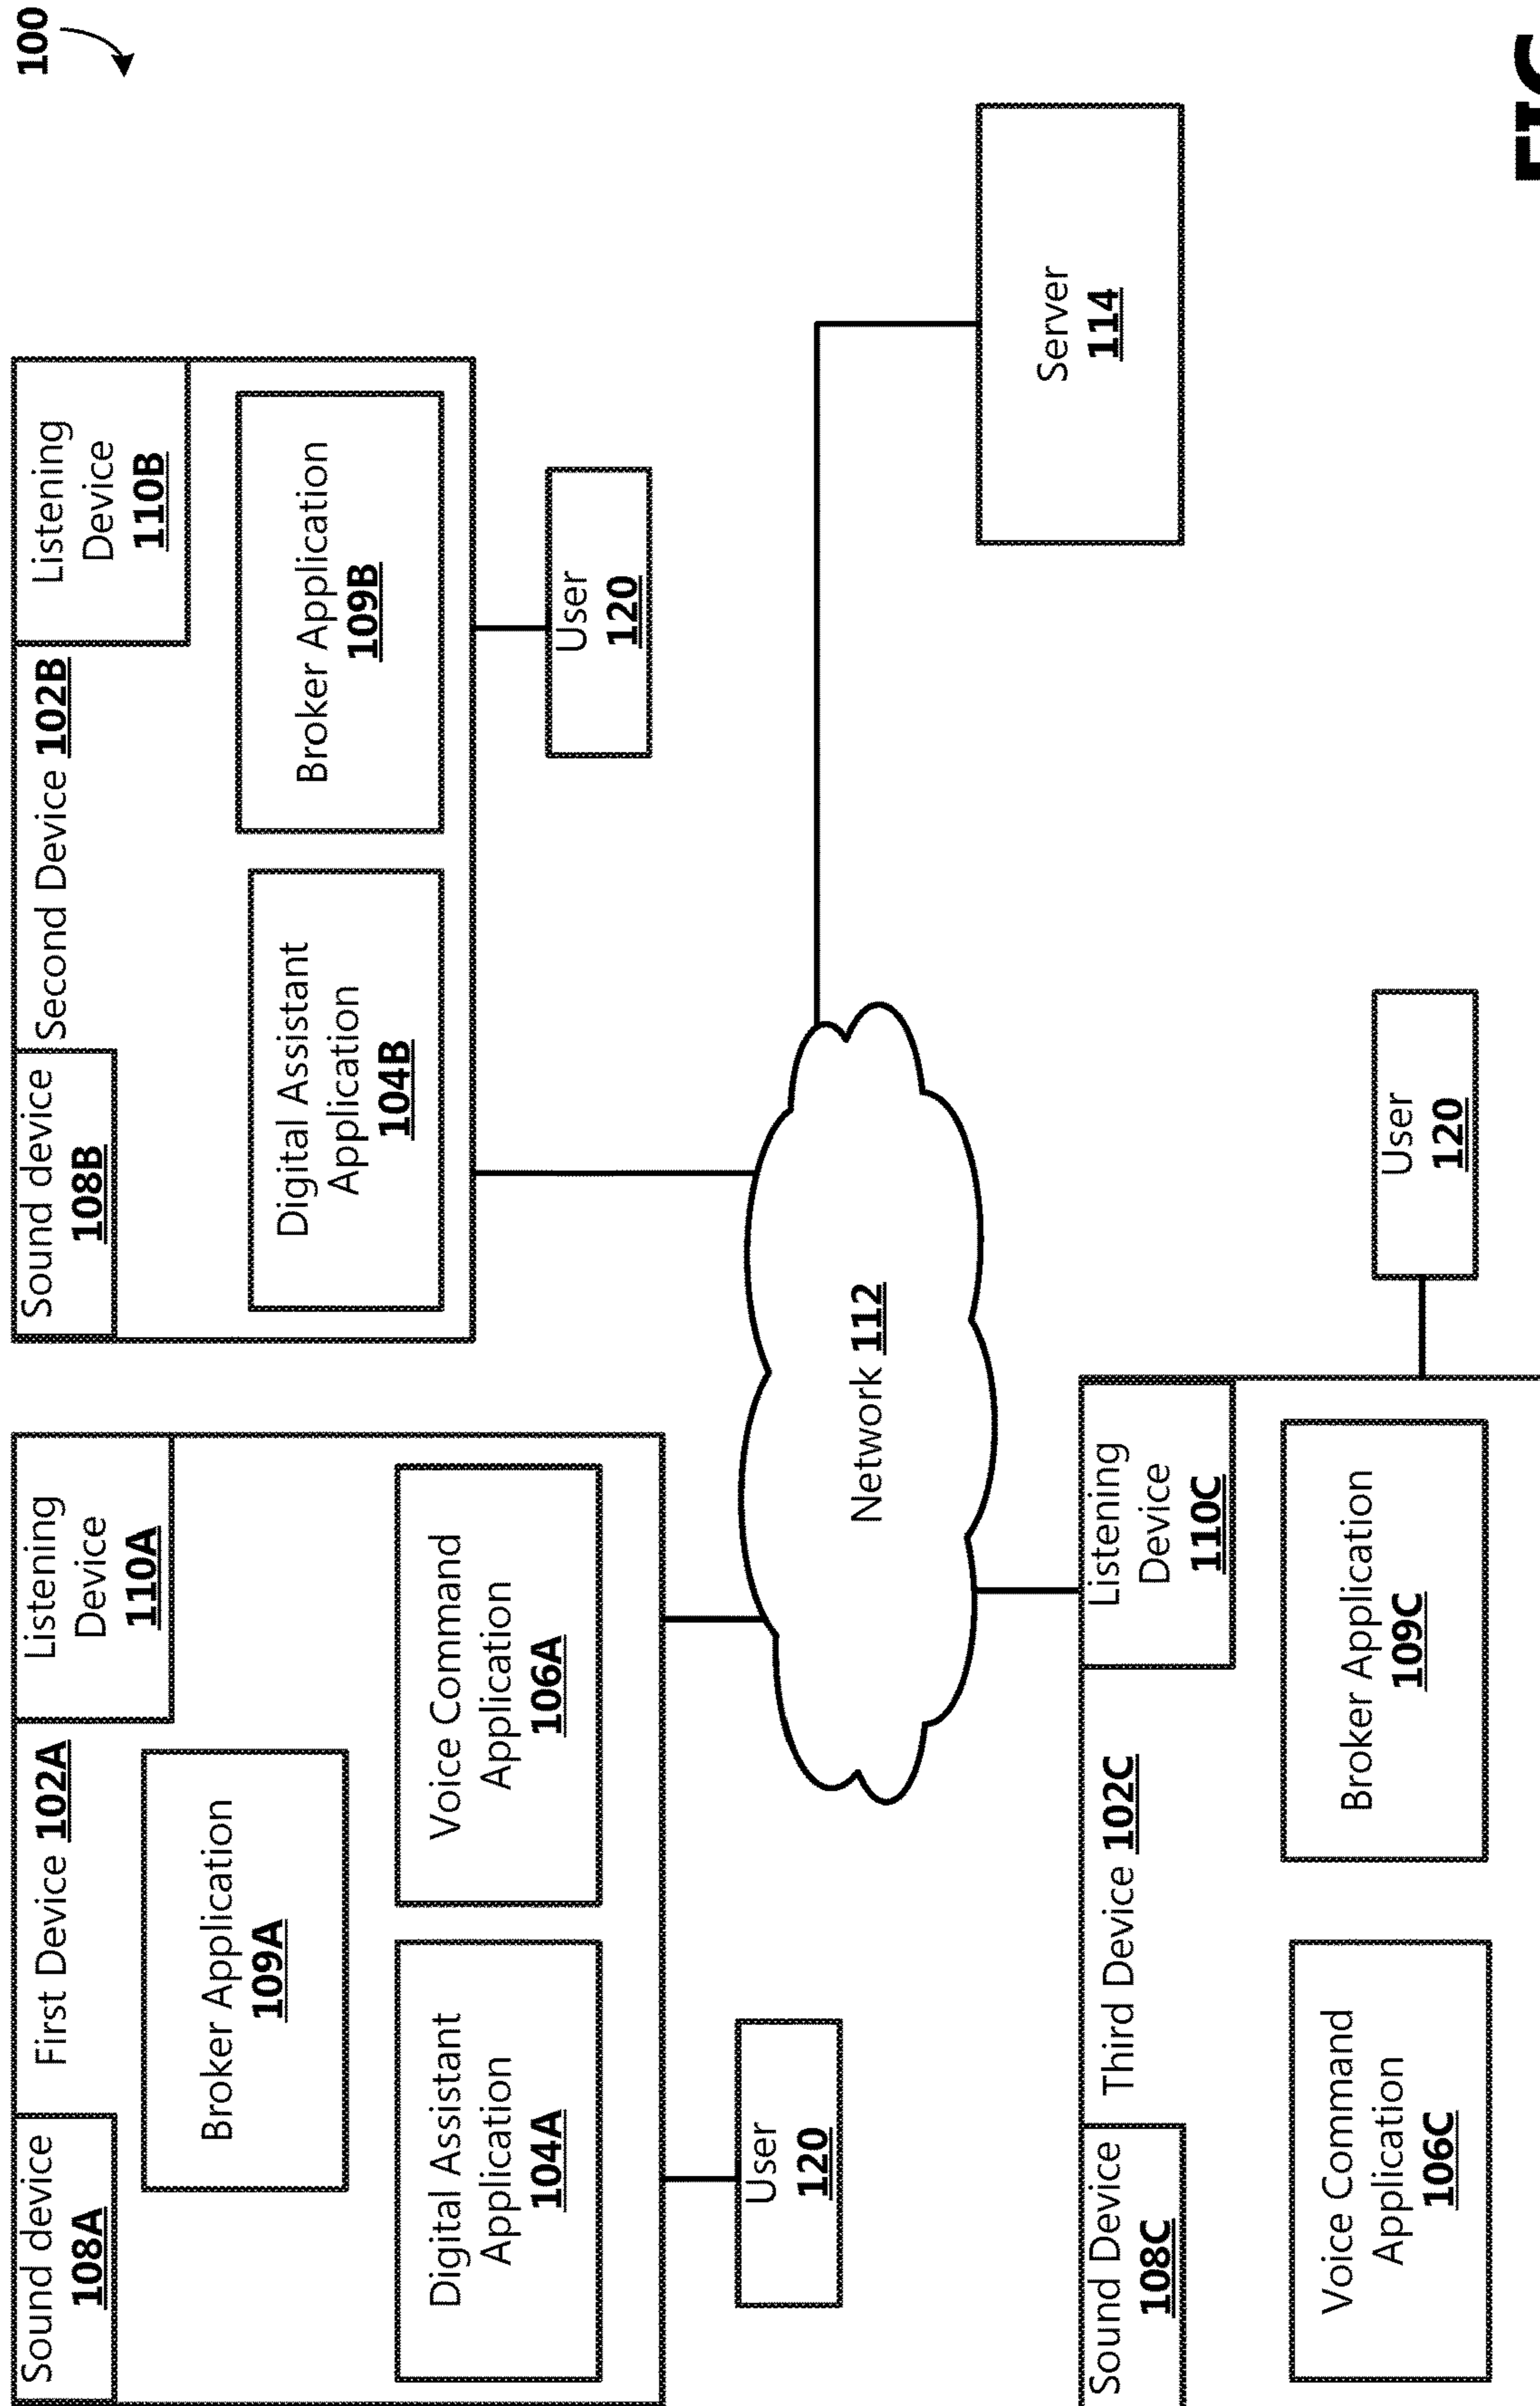 100
Sound device
108A
First Device 102A
Listening
Device
110A
Broker Application
109A
Digital Assistant
Application
104A
Voice Command
Application
106A
User
120
Sound device
108B
Second Device 102B
Listening
Device
110B
Digital Assistant
Application
104B
Broker Application
109B
User
120
Network 112
Server
114
Sound Device
108C
Third Device 102C
Listening
Device
110C
Voice Command
Application
106C
Broker Application
109C
User
120